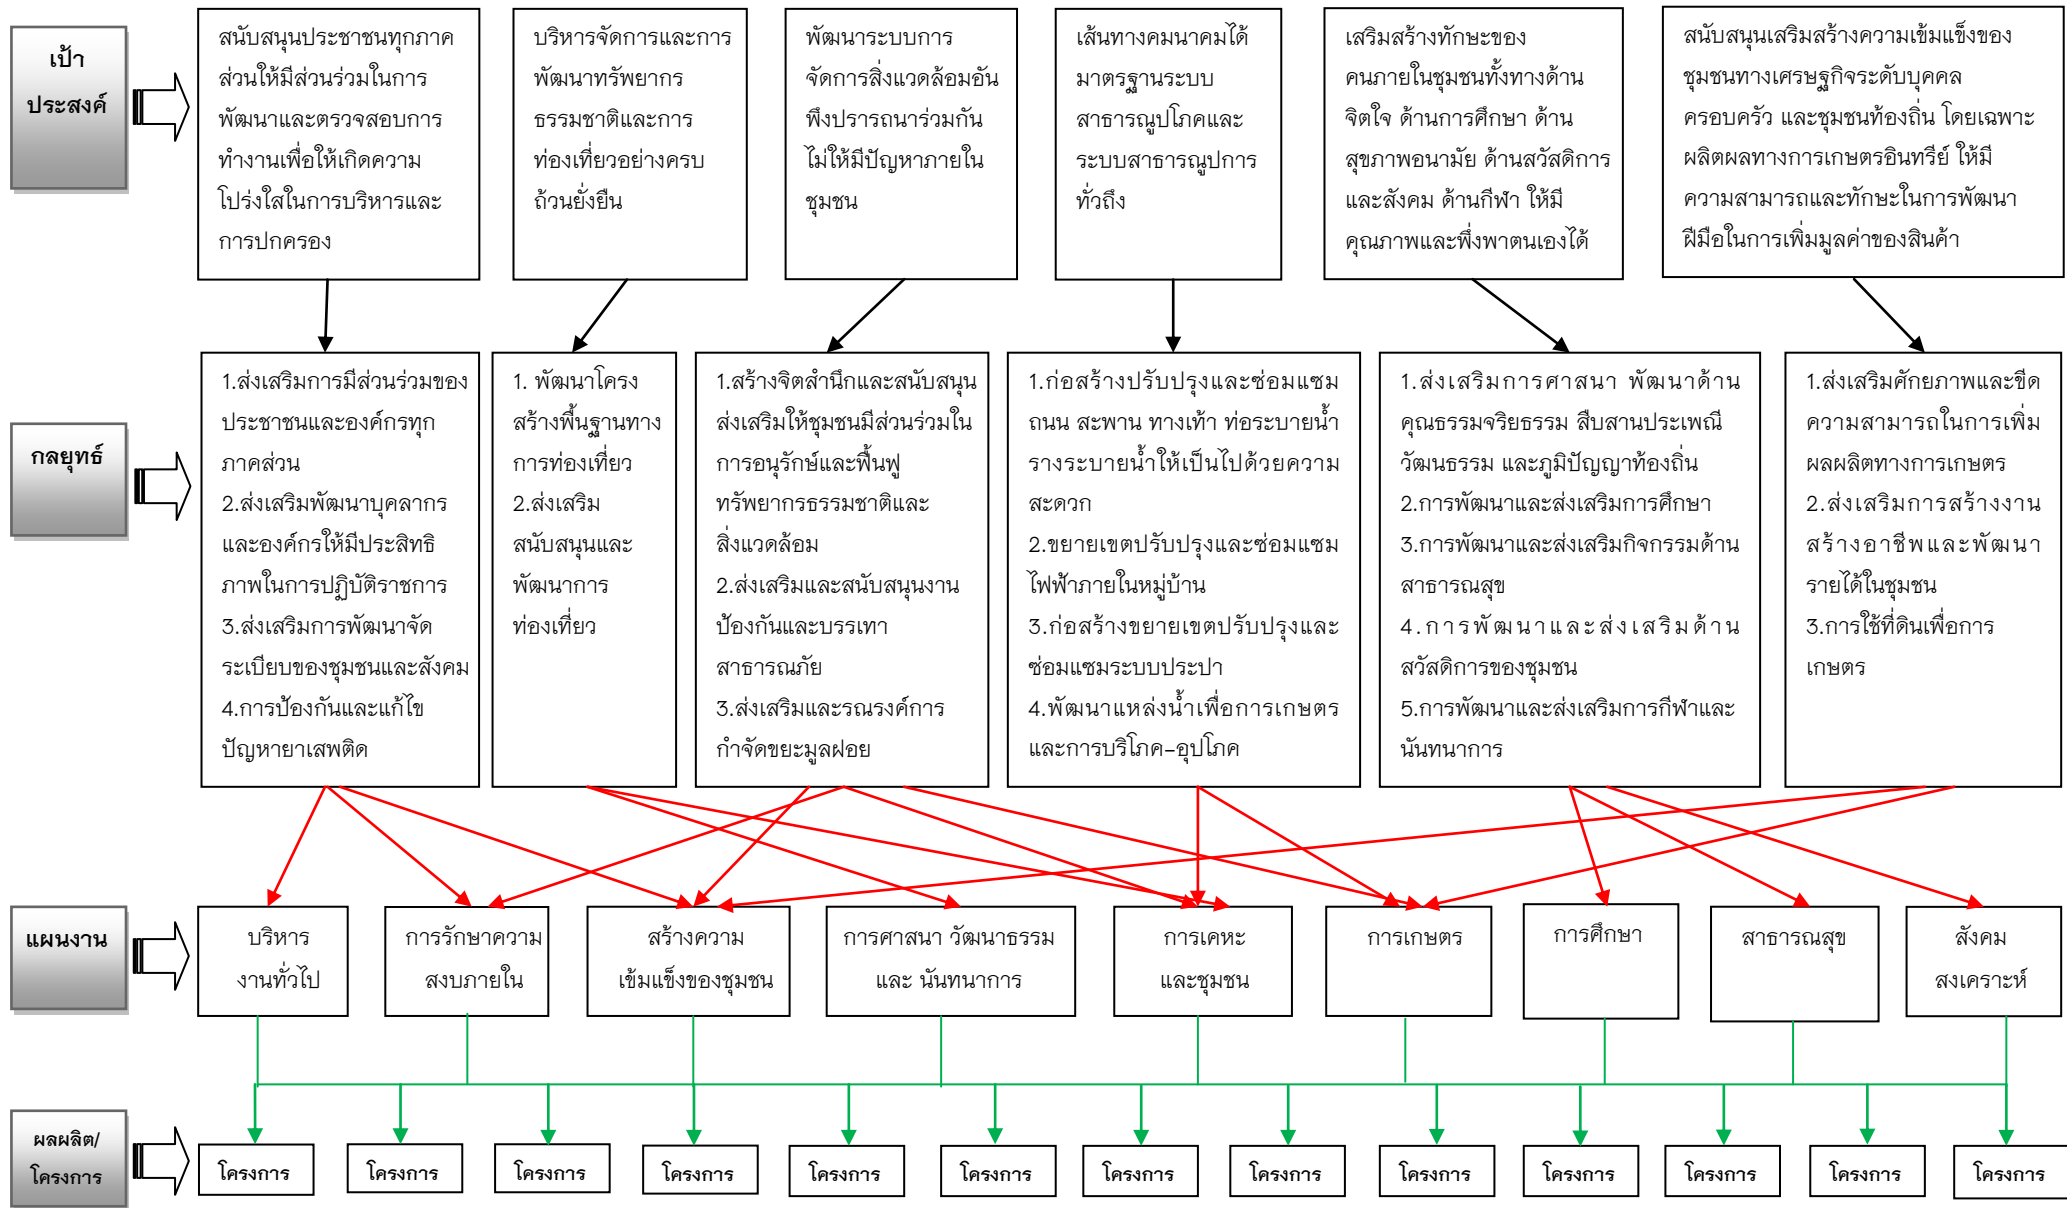 เป้า
ประสงค์
สนับสนุนประชาชนทุกภาค
ส่วนให้มีส่วนร่วมในการ
พัฒนาและตรวจสอบการ
ทำงานเพื่อให้เกิดความ
โปร่งใสในการบริหารและ
การปกครอง
บริหารจัดการและการ
พัฒนาทรัพยากร
ธรรมชาติและการ
ท่องเที่ยวอย่างครบ
ถ้วนยั่งยืน
พัฒนาระบบการ
จัดการสิ่งแวดล้อมอัน
พึงปรารถนาร่วมกัน
ไม่ให้มีปัญหาภายใน
ชุมชน
เส้นทางคมนาคมได้
มาตรฐานระบบ
สาธารณูปโภคและ
ระบบสาธารณูปการ
ทั่วถึง
เสริมสร้างทักษะของ
คนภายในชุมชนทั้งทางด้าน
จิตใจ ด้านการศึกษา ด้าน
สุขภาพอนามัย ด้านสวัสดิการ
และสังคม ด้านกีฬา ให้มี
คุณภาพและพึ่งพาตนเองได้
สนับสนุนเสริมสร้างความเข้มแข็งของ
ชุมชนทางเศรษฐกิจระดับบุคคล
ครอบครัว และชุมชนท้องถิ่น โดยเฉพาะ
ผลิตผลทางการเกษตรอินทรีย์ ให้มี
ความสามารถและทักษะในการพัฒนา
ฝีมือในการเพิ่มมูลค่าของสินค้า
กลยุทธ์
1.ส่งเสริมการมีส่วนร่วมของ
ประชาชนและองค์กรทุก
ภาคส่วน
2.ส่งเสริมพัฒนาบุคลากร
และองค์กรให้มีประสิทธิ
ภาพในการปฏิบัติราชการ
3.ส่งเสริมการพัฒนาจัด
ระเบียบของชุมชนและสังคม
4.การป้องกันและแก้ไข
ปัญหายาเสพติด
1. พัฒนาโครง
สร้างพื้นฐานทาง
การท่องเที่ยว
2.ส่งเสริม
สนับสนุนและ
พัฒนาการ
ท่องเที่ยว
1.สร้างจิตสำนึกและสนับสนุน
ส่งเสริมให้ชุมชนมีส่วนร่วมใน
การอนุรักษ์และฟื้นฟู
ทรัพยากรธรรมชาติและ
สิ่งแวดล้อม
2.ส่งเสริมและสนับสนุนงาน
ป้องกันและบรรเทา
สาธารณภัย
3.ส่งเสริมและรณรงค์การ
กำจัดขยะมูลฝอย
1.ก่อสร้างปรับปรุงและซ่อมแซม
ถนน สะพาน ทางเท้า ท่อระบายน้ำ
รางระบายน้ำให้เป็นไปด้วยความ
สะดวก
2.ขยายเขตปรับปรุงและซ่อมแซม
ไฟฟ้าภายในหมู่บ้าน
3.ก่อสร้างขยายเขตปรับปรุงและ
ซ่อมแซมระบบประปา
4.พัฒนาแหล่งน้ำเพื่อการเกษตร
และการบริโภค-อุปโภค
1.ส่งเสริมการศาสนา พัฒนาด้าน
คุณธรรมจริยธรรม สืบสานประเพณี
วัฒนธรรม และภูมิปัญญาท้องถิ่น
2.การพัฒนาและส่งเสริมการศึกษา
3.การพัฒนาและส่งเสริมกิจกรรมด้าน
สาธารณสุข
4.การพัฒนาและส่งเสริมด้าน
สวัสดิการของชุมชน
5.การพัฒนาและส่งเสริมการกีฬาและ
นันทนาการ
1.ส่งเสริมศักยภาพและขีด
ความสามารถในการเพิ่ม
ผลผลิตทางการเกษตร
2.ส่งเสริมการสร้างงาน
สร้างอาชีพและพัฒนา
รายได้ในชุมชน
3.การใช้ที่ดินเพื่อการ
เกษตร
แผนงาน
บริหาร
งานทั่วไป
การรักษาความ
สงบภายใน
สร้างความ
เข้มแข็งของชุมชน
การศาสนา วัฒนาธรรม
และ นันทนาการ
การเคหะ
และชุมชน
การเกษตร
การศึกษา
สาธารณสุข
สังคม
สงเคราะห์
ผลผลิต/
โครงการ
โครงการ
โครงการ
โครงการ
โครงการ
โครงการ
โครงการ
โครงการ
โครงการ
โครงการ
โครงการ
โครงการ
โครงการ
โครงการ